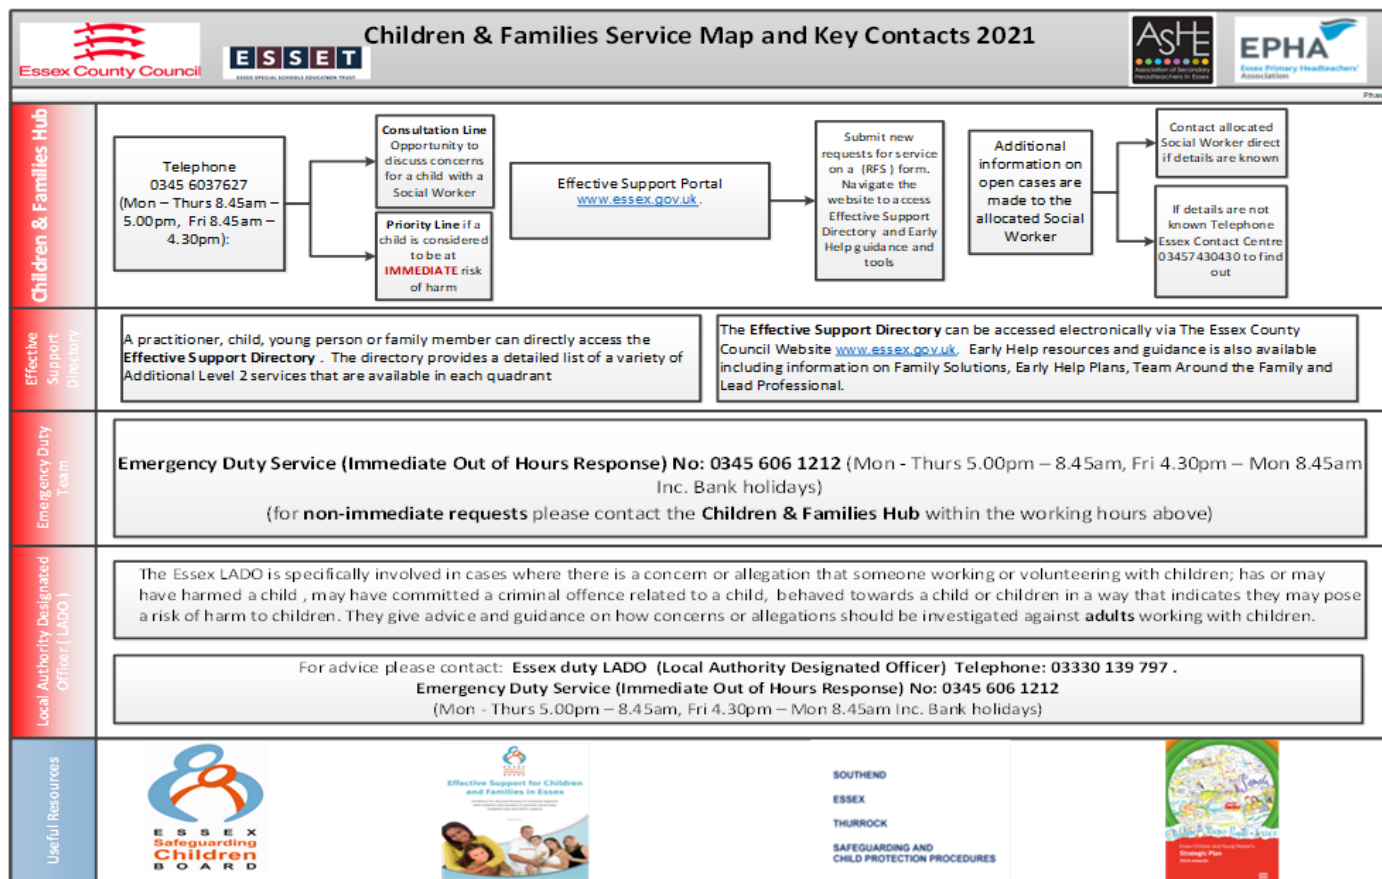 Children & Families Service Map and Key Contacts 2021
Essex County Council
ESSET
ESSEX SPECIAL SCHOOLS EDUCATION TRUST
ASHE
Association of Secondary
Headteachers in Essex
EPHA
Essex Primary Headteachers'
Association
Phas
Children & Families Hub
Telephone
0345 6037627
(Mon – Thurs 8.45am –
5.00pm, Fri 8.45am –
4.30pm):
Consultation Line
Opportunity to
discuss concerns
for a child with a
Social Worker
Priority Line if a
child is considered
to be at
IMMEDIATE risk
of harm
Effective Support Portal
www.essex.gov.uk.
Submit new
requests for service
on a (RFS ) form.
Navigate the
website to access
Effective Support
Directory and Early
Help guidance and
tools
Additional
information on
open cases are
made to the
allocated Social
Worker
Contact allocated
Social Worker direct
if details are known
If details are not
known Telephone
Essex Contact Centre
03457430430 to find
out
Effective
Support
Directory
A practitioner, child, young person or family member can directly access the
Effective Support Directory . The directory provides a detailed list of a variety of
Additional Level 2 services that are available in each quadrant
The Effective Support Directory can be accessed electronically via The Essex County
Council Website www.essex.gov.uk. Early Help resources and guidance is also available
including information on Family Solutions, Early Help Plans, Team Around the Family and
Lead Professional.
Emergency Duty
Team
Emergency Duty Service (Immediate Out of Hours Response) No: 0345 606 1212 (Mon - Thurs 5.00pm – 8.45am, Fri 4.30pm – Mon 8.45am
Inc. Bank holidays)
(for non-immediate requests please contact the Children & Families Hub within the working hours above)
Local Authority Designated
Officer ( LADO )
The Essex LADO is specifically involved in cases where there is a concern or allegation that someone working or volunteering with children; has or may
have harmed a child , may have committed a criminal offence related to a child, behaved towards a child or children in a way that indicates they may pose
a risk of harm to children. They give advice and guidance on how concerns or allegations should be investigated against adults working with children.
For advice please contact: Essex duty LADO (Local Authority Designated Officer) Telephone: 03330 139 797 .
Emergency Duty Service (Immediate Out of Hours Response) No: 0345 606 1212
(Mon - Thurs 5.00pm – 8.45am, Fri 4.30pm – Mon 8.45am Inc. Bank holidays)
Useful Resources
ESSEX
Safeguarding
Children
BOARD
Effective Support for Children
and Families in Essex
SOUTHEND
ESSEX
THURROCK
SAFEGUARDING AND
CHILD PROTECTION PROCEDURES
Essex Children and Young People's
Strategic Plan